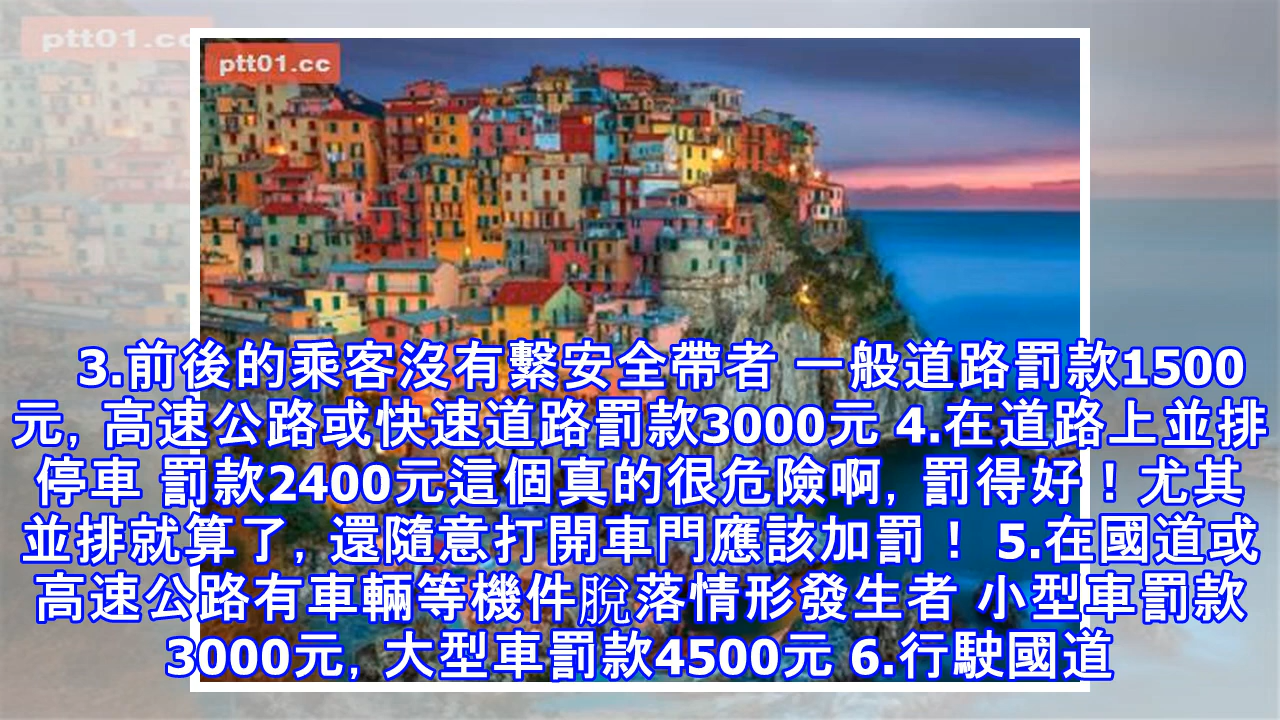 ptt01.cc
ptt01.cc
3.前後的乘客沒有繫安全帶者 一般道路罰款1500
元, 高速公路或快速道路罰款3000元 4.在道路上並排
停車 罰款2400元這個真的很危險啊, 罰得好！尤其
並排就算了, 還隨意打開車門應該加罰！ 5.在國道或
高速公路有車輛等機件脫落情形發生者 小型車罰款
3000元, 大型車罰款4500元 6.行駛國道